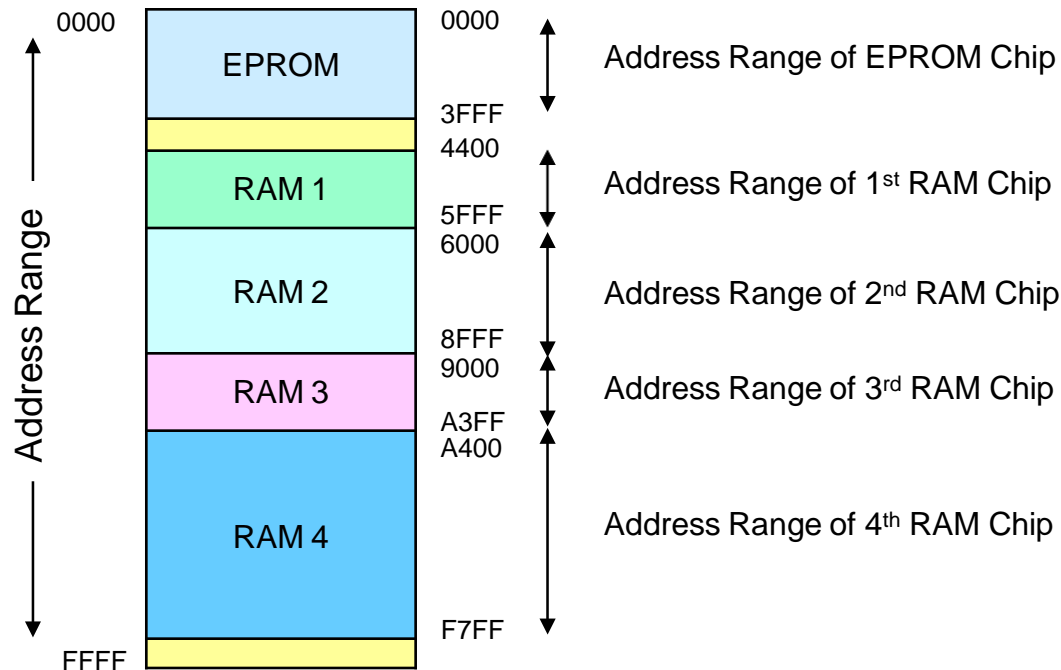 0000
0000
EPROM
Address Range of EPROM Chip
3FFF
4400
RAM 1
Address Range of 1st RAM Chip
5FFF
6000
Address Range
RAM 2
Address Range of 2nd RAM Chip
8FFF
9000
RAM 3
Address Range of 3rd RAM Chip
A3FF
A400
RAM 4
Address Range of 4th RAM Chip
F7FF
FFFF